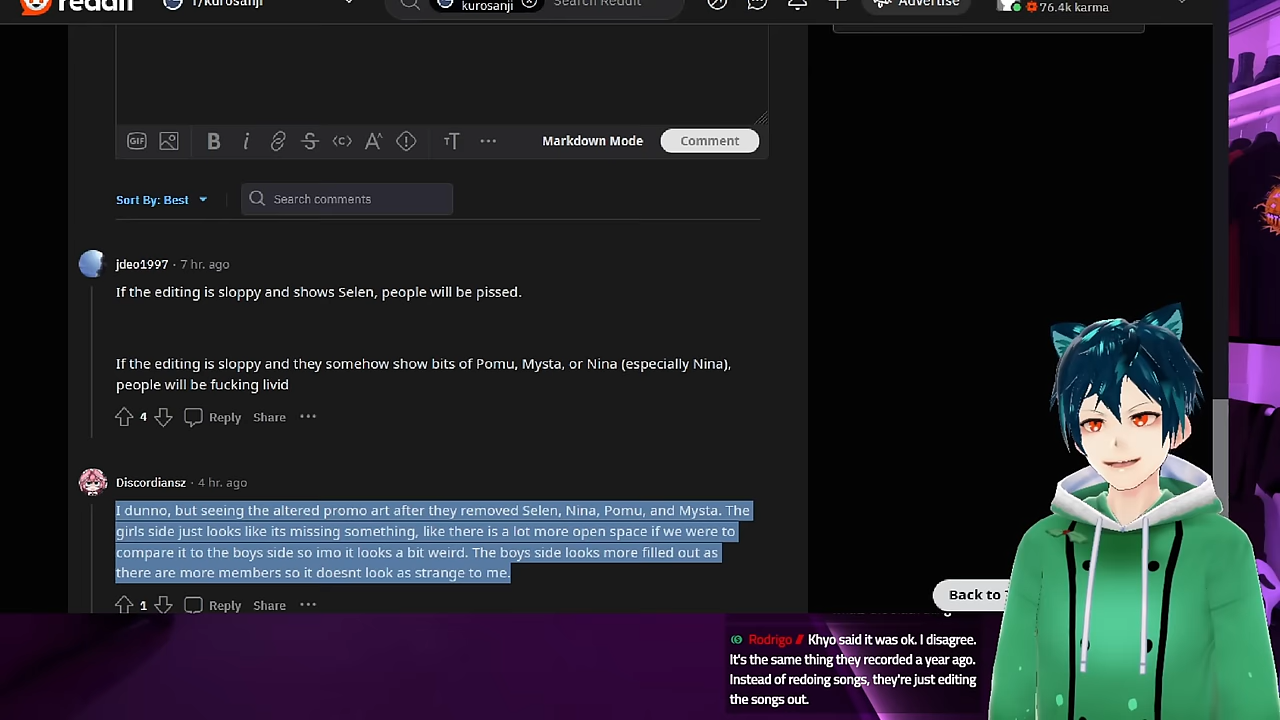 reddit
r/kurosanji
kurosanji
Search Reddit
Advertise
76.4k karma
GIF
B
i
Markdown Mode
Comment
Sort By: Best
Search comments
jdeo1997 · 7 hr. ago
If the editing is sloppy and shows Selen, people will be pissed.
If the editing is sloppy and they somehow show bits of Pomu, Mysta, or Nina (especially Nina),
people will be fucking livid
4 Reply Share ···
Discordiansz · 4 hr. ago
I dunno, but seeing the altered promo art after they removed Selen, Nina, Pomu, and Mysta. The
girls side just looks like its missing something, like there is a lot more open space if we were to
compare it to the boys side so imo it looks a bit weird. The boys side looks more filled out as
there are more members so it doesnt look as strange to me.
1 Reply Share ···
Back to
Rodrigo Khyo said it was ok. I disagree.
It's the same thing they recorded a year ago.
Instead of redoing songs, they're just editing
the songs out.